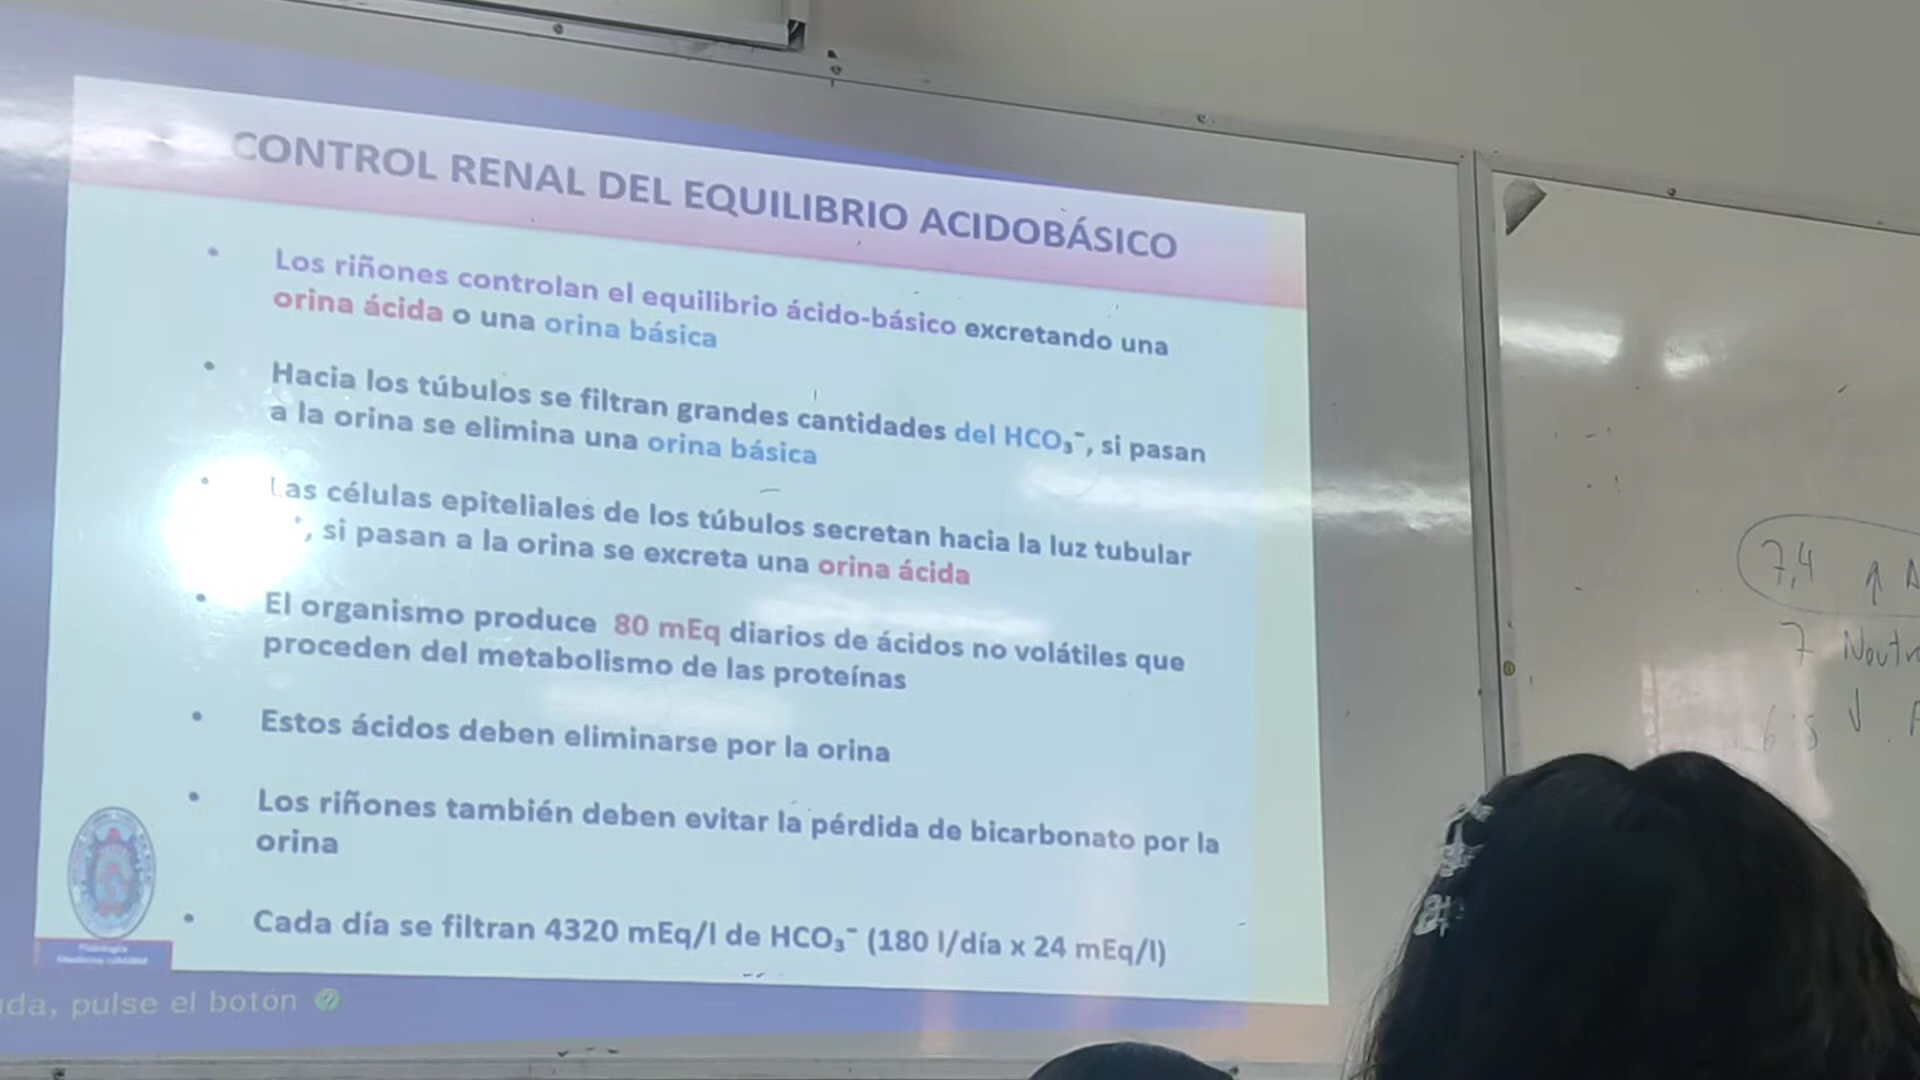 CONTROL RENAL DEL EQUILIBRIO ACIDOBÁSICO
• Los riñones controlan el equilibrio ácido-básico excretando una
orina ácida o una orina básica
• Hacia los túbulos se filtran grandes cantidades del HCO₃⁻, si pasan
a la orina se elimina una orina básica
• Las células epiteliales de los túbulos secretan hacia la luz tubular
⁺, si pasan a la orina se excreta una orina ácida
• El organismo produce 80 mEq diarios de ácidos no volátiles que
proceden del metabolismo de las proteínas
• Estos ácidos deben eliminarse por la orina
• Los riñones también deben evitar la pérdida de bicarbonato por la
orina
• Cada día se filtran 4320 mEq/l de HCO₃⁻ (180 l/día x 24 mEq/l)
Fisiología
da, pulse el botón
7,4 ↑
7 Neutr
↓